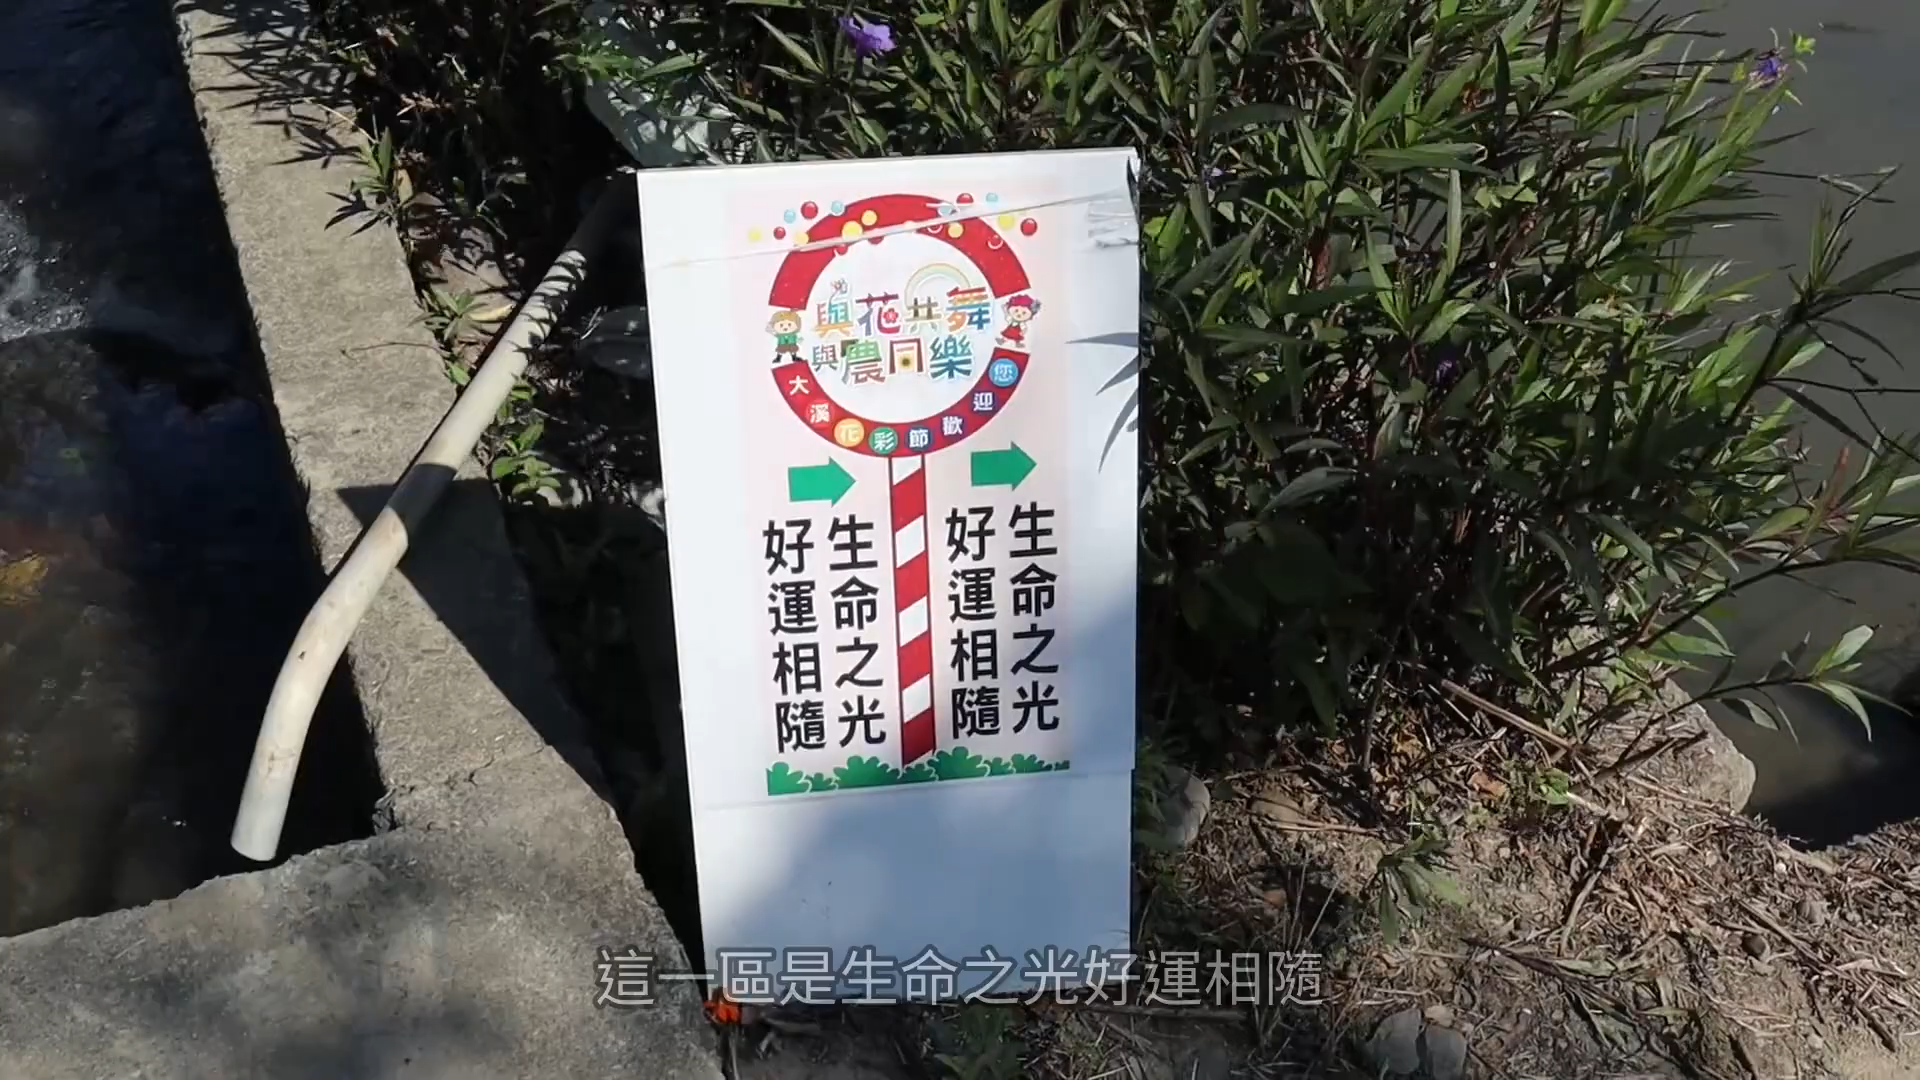 與花共舞
與農同樂
大溪花彩節歡迎您
生命之光
好運相隨
生命之光
好運相隨
這一區是生命之光好運相隨